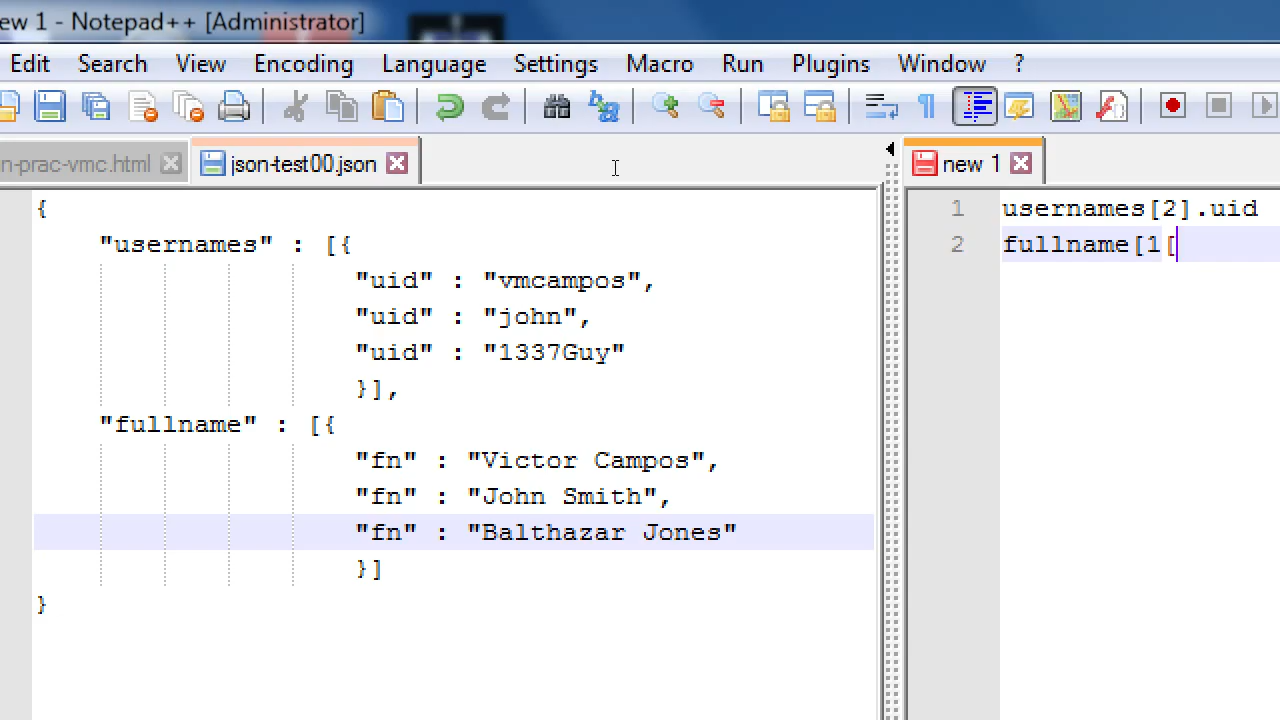 ew 1 - Notepad++ [Administrator]
Edit Search View Encoding Language Settings Macro Run Plugins Window ?
n-prac-vmc.html json-test00.json new 1
{
"usernames" : [{
"uid" : "vmcampos",
"uid" : "john",
"uid" : "1337Guy"
}],
"fullname" : [{
"fn" : "Victor Campos",
"fn" : "John Smith",
"fn" : "Balthazar Jones"
}]
}
1 usernames[2].uid
2 fullname[1[